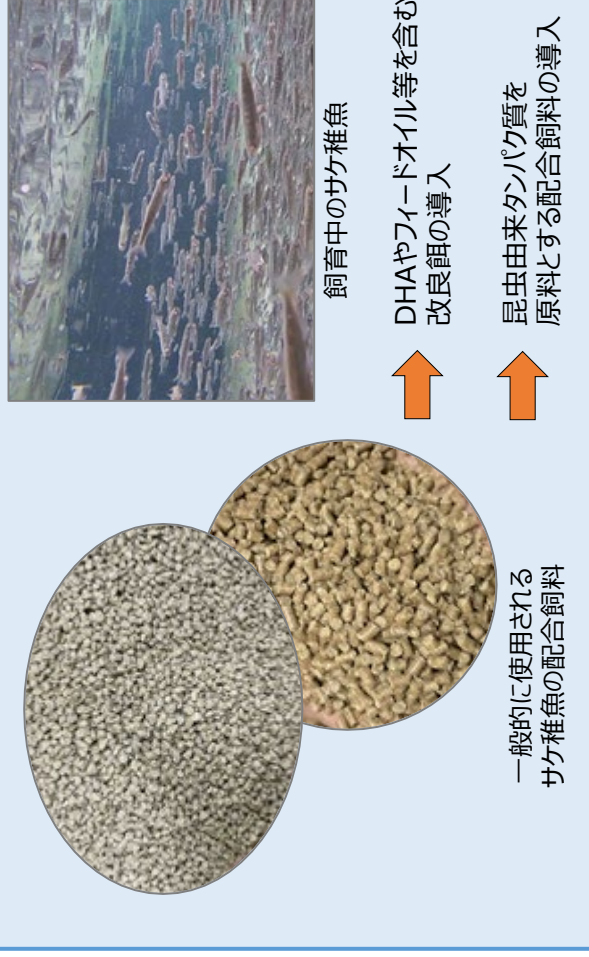 飼育中のサケ稚魚
DHAやフィードオイル等を含む
改良餌の導入
昆虫由来タンパク質を
原料とする配合飼料の導入
一般的に使用される
サケ稚魚の配合飼料